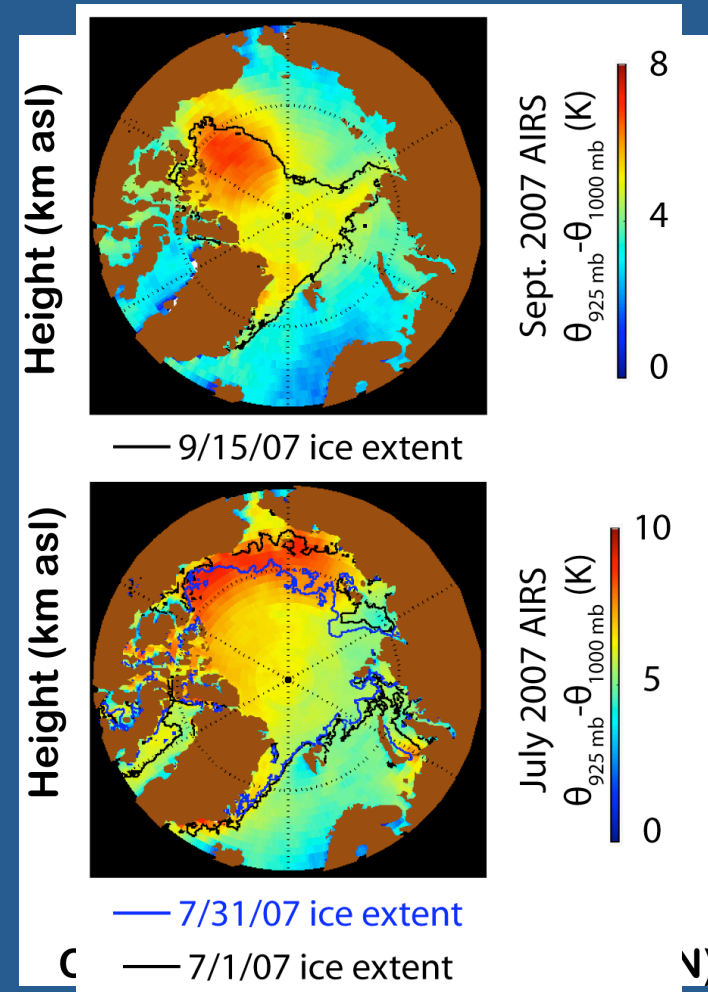 Height (km asl)
Sept. 2007 AIRS
θ925 mb-θ1000 mb (K)
8
4
0
9/15/07 ice extent
Height (km asl)
July 2007 AIRS
θ925 mb-θ1000 mb (K)
10
5
0
7/31/07 ice extent
7/1/07 ice extent
N)